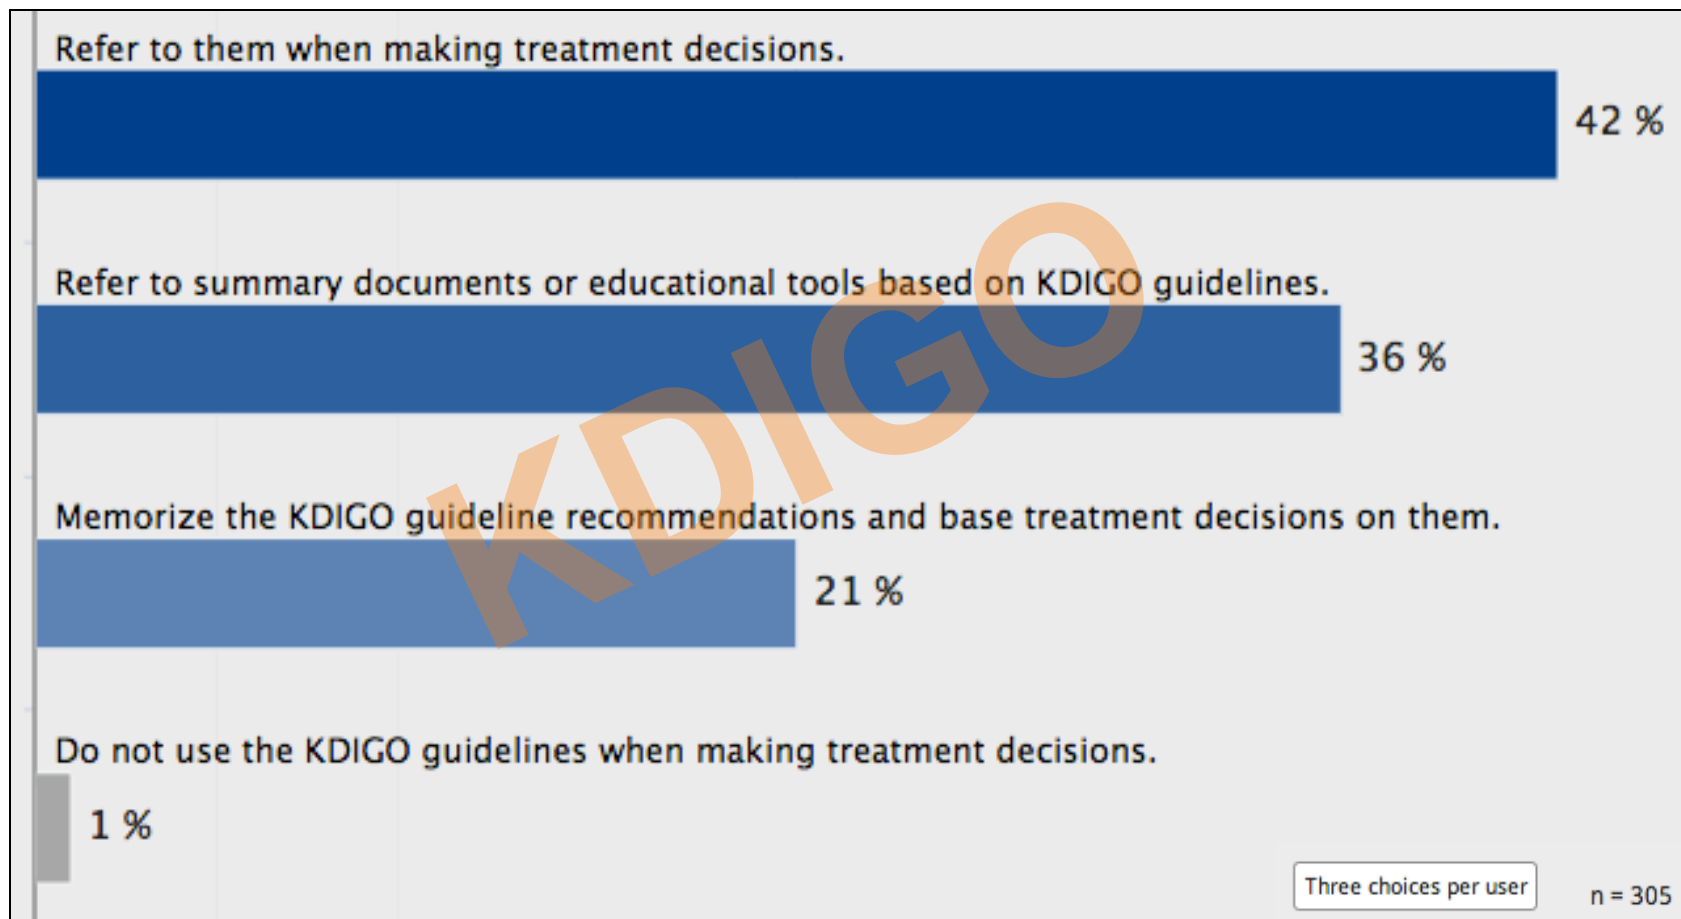 Refer to them when making treatment decisions.
42 %
Refer to summary documents or educational tools based on KDIGO guidelines.
36 %
Memorize the KDIGO guideline recommendations and base treatment decisions on them.
21 %
Do not use the KDIGO guidelines when making treatment decisions.
1 %
Three choices per user
n = 305
KDIGO